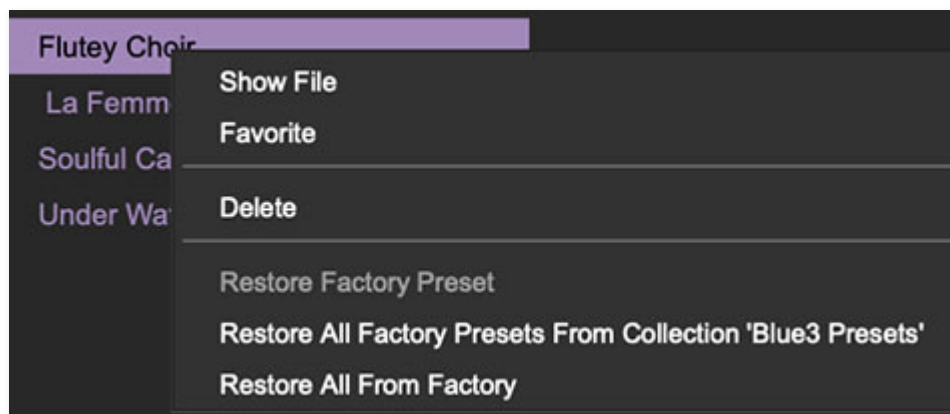 Flutey Choir
Show File
La Femm
Favorite
Soulful Ca
Under Wa
Delete
Restore Factory Preset
Restore All Factory Presets From Collection 'Blue3 Presets'
Restore All From Factory